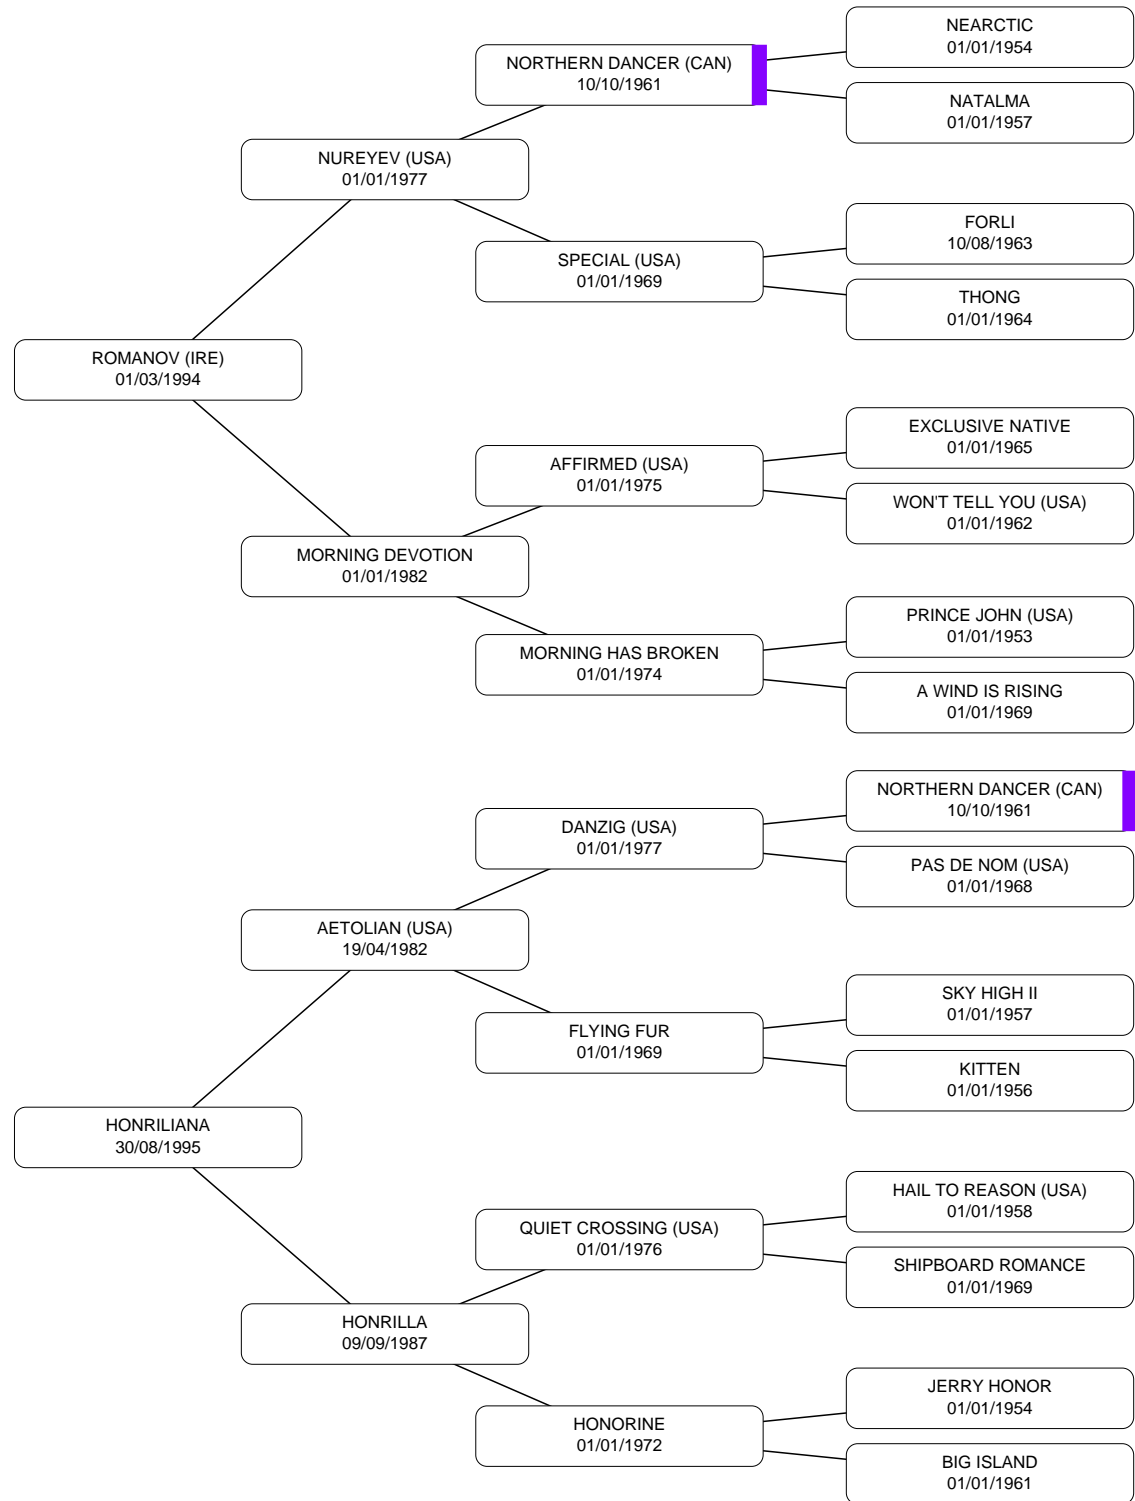 NEARCTIC
01/01/1954
NORTHERN DANCER (CAN)
10/10/1961
NATALMA
01/01/1957
NUREYEV (USA)
01/01/1977
FORLI
10/08/1963
SPECIAL (USA)
01/01/1969
THONG
01/01/1964
ROMANOV (IRE)
01/03/1994
EXCLUSIVE NATIVE
01/01/1965
AFFIRMED (USA)
01/01/1975
WON'T TELL YOU (USA)
01/01/1962
MORNING DEVOTION
01/01/1982
PRINCE JOHN (USA)
01/01/1953
MORNING HAS BROKEN
01/01/1974
A WIND IS RISING
01/01/1969
NORTHERN DANCER (CAN)
10/10/1961
DANZIG (USA)
01/01/1977
PAS DE NOM (USA)
01/01/1968
AETOLIAN (USA)
19/04/1982
SKY HIGH II
01/01/1957
FLYING FUR
01/01/1969
KITTEN
01/01/1956
HONRILIANA
30/08/1995
HAIL TO REASON (USA)
01/01/1958
QUIET CROSSING (USA)
01/01/1976
SHIPBOARD ROMANCE
01/01/1969
HONRILLA
09/09/1987
JERRY HONOR
01/01/1954
HONORINE
01/01/1972
BIG ISLAND
01/01/1961